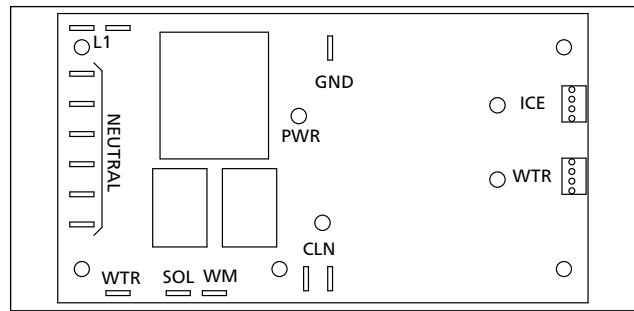 L1
GND
ICE
PWR
NEUTRAL
WTR
CLN
WTR
SOL
WM